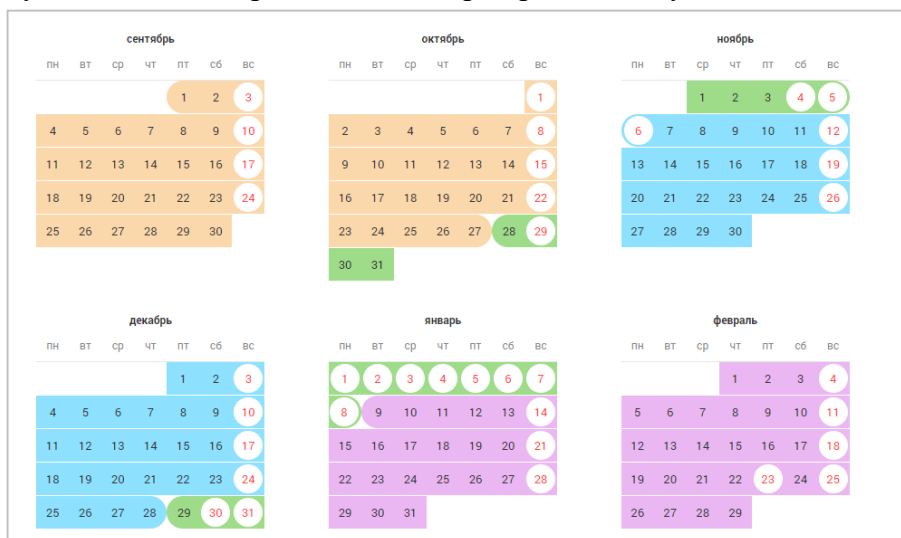 сентябрь
пн вт ср чт пт сб вс
1 2 3
4 5 6 7 8 9 10
11 12 13 14 15 16 17
18 19 20 21 22 23 24
25 26 27 28 29 30
октябрь
пн вт ср чт пт сб вс
1
2 3 4 5 6 7 8
9 10 11 12 13 14 15
16 17 18 19 20 21 22
23 24 25 26 27 28 29
30 31
ноябрь
пн вт ср чт пт сб вс
1 2 3 4 5
6 7 8 9 10 11 12
13 14 15 16 17 18 19
20 21 22 23 24 25 26
27 28 29 30
декабрь
пн вт ср чт пт сб вс
1 2 3
4 5 6 7 8 9 10
11 12 13 14 15 16 17
18 19 20 21 22 23 24
25 26 27 28 29 30 31
январь
пн вт ср чт пт сб вс
1 2 3 4 5 6 7
8 9 10 11 12 13 14
15 16 17 18 19 20 21
22 23 24 25 26 27 28
29 30 31
февраль
пн вт ср чт пт сб вс
1 2 3 4
5 6 7 8 9 10 11
12 13 14 15 16 17 18
19 20 21 22 23 24 25
26 27 28 29